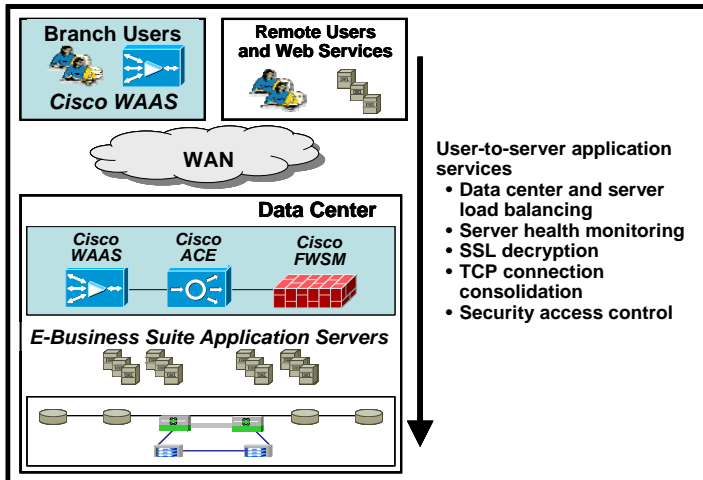 Branch Users
Cisco WAAS
Remote Users
and Web Services
WAN
Data Center
Cisco
WAAS
Cisco
ACE
Cisco
FWSM
E-Business Suite Application Servers
User-to-server application
services
• Data center and server
load balancing
• Server health monitoring
• SSL decryption
• TCP connection
consolidation
• Security access control